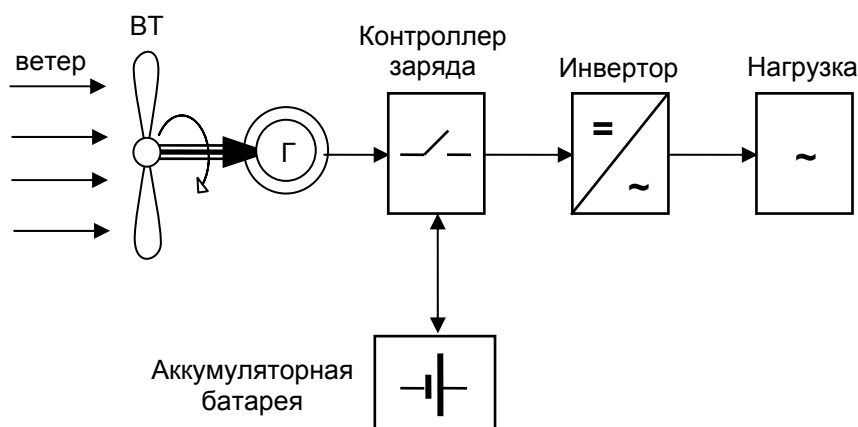 ВТ
ветер
Контроллер
заряда
Инвертор
Нагрузка
Г
=
~
~
Аккумуляторная
батарея